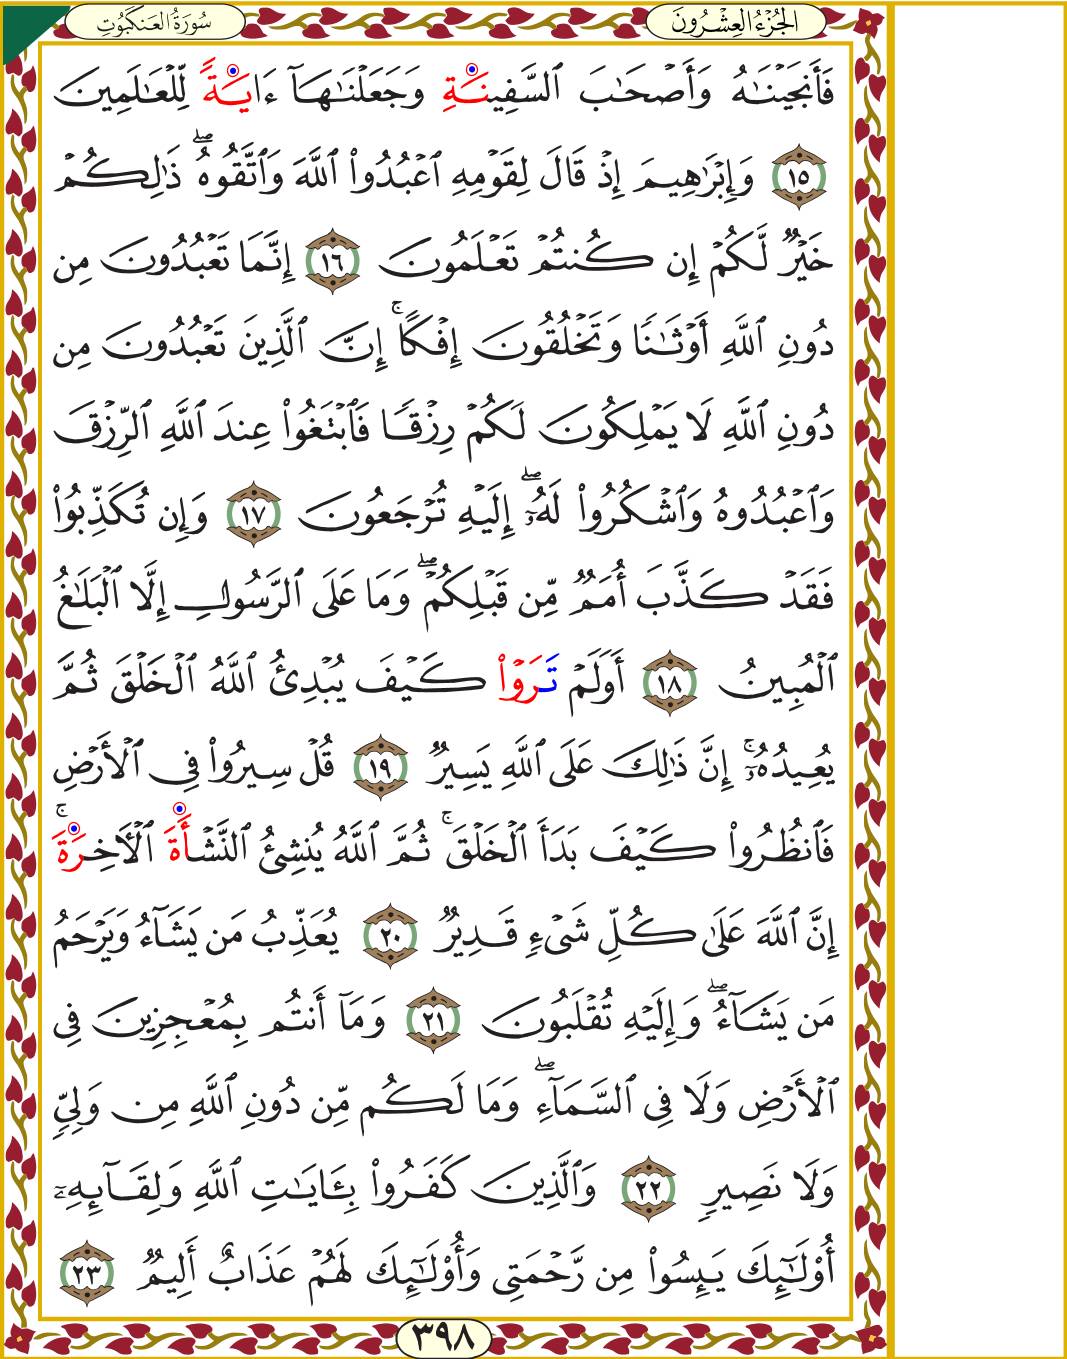 الجُزْءُ العِشْرُونَ
سُورَةُ العَنكَبُوتِ
فَأَنجَيْنَٰهُ وَأَصْحَٰبَ ٱلسَّفِينَةِ وَجَعَلْنَٰهَآ ءَايَةً لِّلْعَٰلَمِينَ
١٥ وَإِبْرَٰهِيمَ إِذْ قَالَ لِقَوْمِهِ ٱعْبُدُوا۟ ٱللَّهَ وَٱتَّقُوهُ ۖ ذَٰلِكُمْ
خَيْرٌ لَّكُمْ إِن كُنتُمْ تَعْلَمُونَ ١٦ إِنَّمَا تَعْبُدُونَ مِن
دُونِ ٱللَّهِ أَوْثَٰنًا وَتَخْلُقُونَ إِفْكًا ۚ إِنَّ ٱلَّذِينَ تَعْبُدُونَ مِن
دُونِ ٱللَّهِ لَا يَمْلِكُونَ لَكُمْ رِزْقًا فَٱبْتَغُوا۟ عِندَ ٱللَّهِ ٱلرِّزْقَ
وَٱعْبُدُوهُ وَٱشْكُرُوا۟ لَهُۥٓ ۖ إِلَيْهِ تُرْجَعُونَ ١٧ وَإِن تُكَذِّبُوا۟
فَقَدْ كَذَّبَ أُمَمٌ مِّن قَبْلِكُمْ ۖ وَمَا عَلَى ٱلرَّسُولِ إِلَّا ٱلْبَلَٰغُ
ٱلْمُبِينُ ١٨ أَوَلَمْ تَرَوْا۟ كَيْفَ يُبْدِئُ ٱللَّهُ ٱلْخَلْقَ ثُمَّ
يُعِيدُهُۥٓ ۚ إِنَّ ذَٰلِكَ عَلَى ٱللَّهِ يَسِيرٌ ١٩ قُلْ سِيرُوا۟ فِى ٱلْأَرْضِ
فَٱنظُرُوا۟ كَيْفَ بَدَأَ ٱلْخَلْقَ ۚ ثُمَّ ٱللَّهُ يُنشِئُ ٱلنَّشْأَةَ ٱلْـَٔاخِرَةَ ۚ
إِنَّ ٱللَّهَ عَلَىٰ كُلِّ شَىْءٍ قَدِيرٌ ٢٠ يُعَذِّبُ مَن يَشَآءُ وَيَرْحَمُ
مَن يَشَآءُ ۖ وَإِلَيْهِ تُقْلَبُونَ ٢١ وَمَآ أَنتُم بِمُعْجِزِينَ فِى
ٱلْأَرْضِ وَلَا فِى ٱلسَّمَآءِ ۖ وَمَا لَكُم مِّن دُونِ ٱللَّهِ مِن وَلِىٍّ
وَلَا نَصِيرٍ ٢٢ وَٱلَّذِينَ كَفَرُوا۟ بِـَٔايَٰتِ ٱللَّهِ وَلِقَآئِهِۦٓ
أُو۟لَٰٓئِكَ يَئِسُوا۟ مِن رَّحْمَتِى وَأُو۟لَٰٓئِكَ لَهُمْ عَذَابٌ أَلِيمٌ ٢٣
٣٩٨